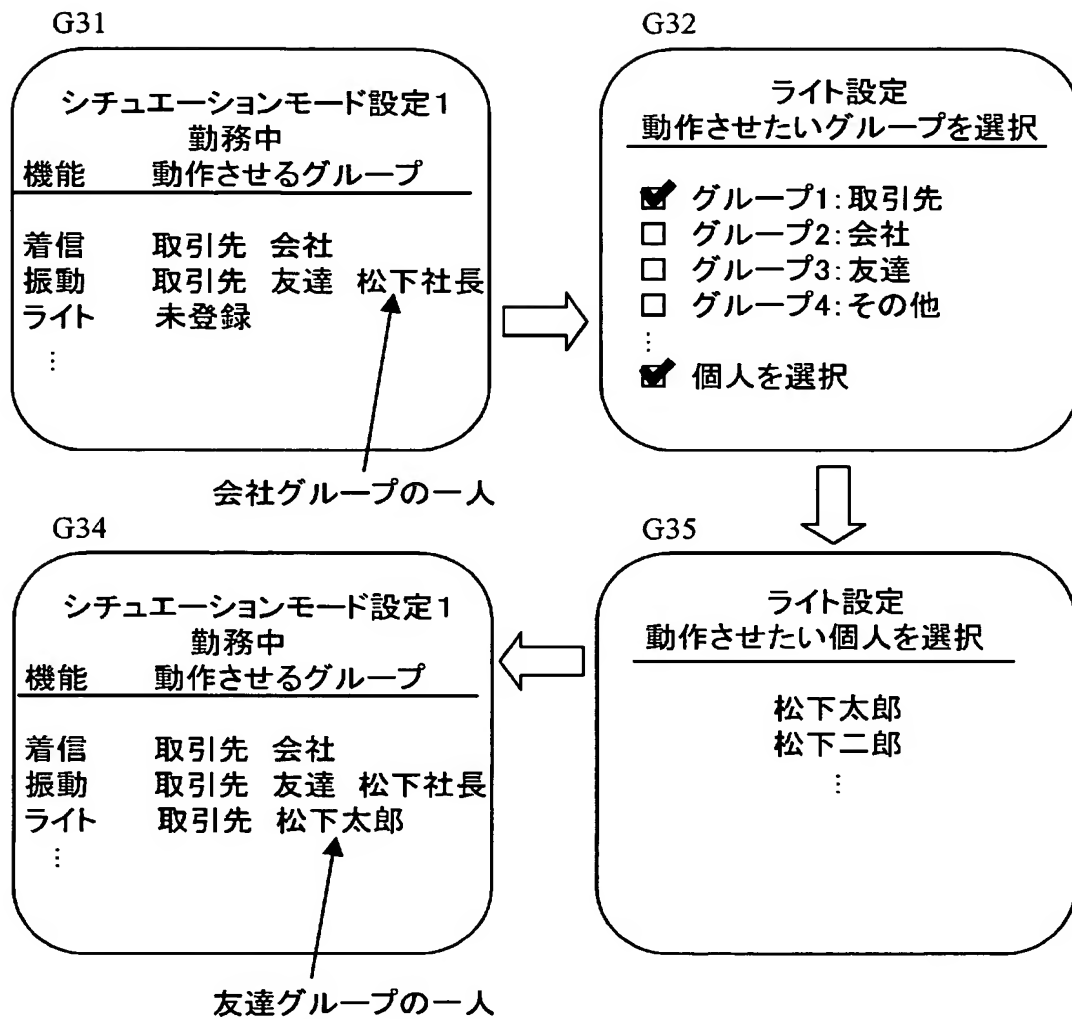 G31
シチュエーションモード設定1
勤務中
機能 動作させるグループ
着信 取引先 会社
振動 取引先 友達 松下社長
ライト 未登録
⋮
会社グループの一人
G32
ライト設定
動作させたいグループを選択
グループ1:取引先
グループ2:会社
グループ3:友達
グループ4:その他
⋮
個人を選択
G35
ライト設定
動作させたい個人を選択
松下太郎
松下二郎
⋮
G34
シチュエーションモード設定1
勤務中
機能 動作させるグループ
着信 取引先 会社
振動 取引先 友達 松下社長
ライト 取引先 松下太郎
⋮
友達グループの一人